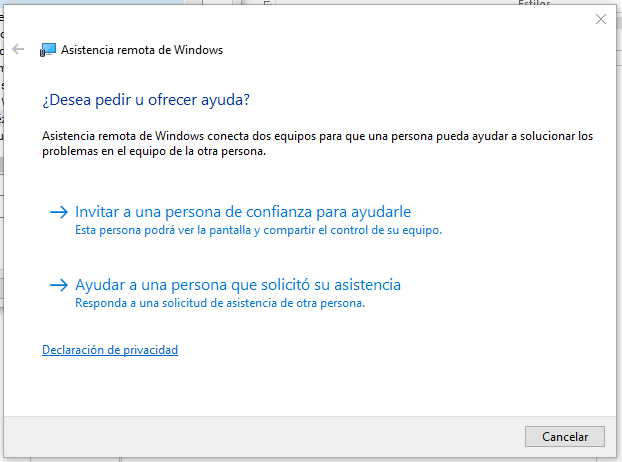 Estilos
Asistencia remota de Windows
¿Desea pedir u ofrecer ayuda?
Asistencia remota de Windows conecta dos equipos para que una persona pueda ayudar a solucionar los
problemas en el equipo de la otra persona.
Invitar a una persona de confianza para ayudarle
Esta persona podrá ver la pantalla y compartir el control de su equipo.
Ayudar a una persona que solicitó su asistencia
Responda a una solicitud de asistencia de otra persona.
Declaración de privacidad
Cancelar